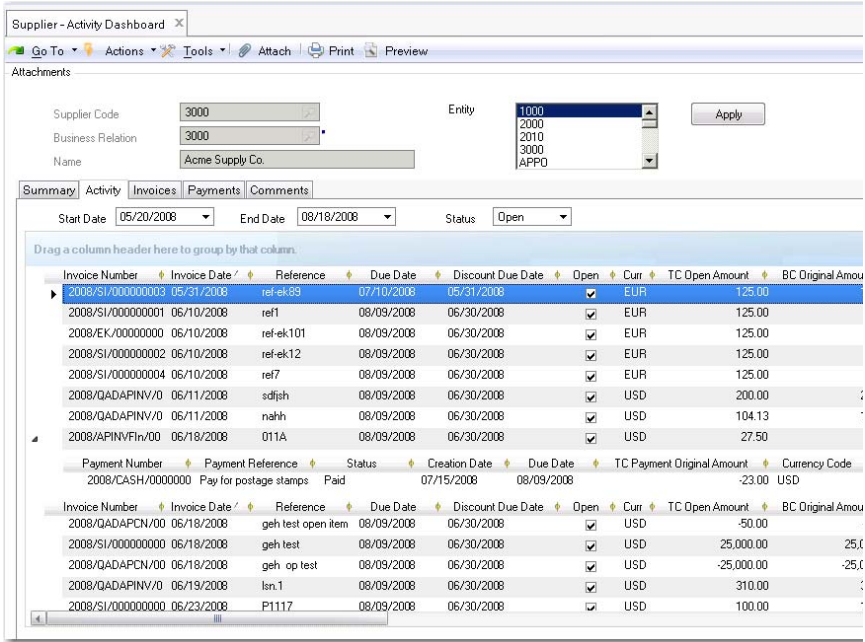 Supplier - Activity Dashboard X
Go To Actions Tools Attach Print Preview
Attachments
Supplier Code 3000 Entity 1000 Apply
2000
Business Relation 3000 2010
3000
Name Acme Supply Co. APPO
Summary Activity Invoices Payments Comments
Start Date 05/20/2008 End Date 08/18/2008 Status Open
Drag a column header here to group by that column.
Invoice Number Invoice Date Reference Due Date Discount Due Date Open Curr TC Open Amount BC Original Amou
2008/SI/000000003 05/31/2008 ref-ek89 07/10/2008 05/31/2008 EUR 125.00
2008/SI/000000001 06/10/2008 ref1 08/09/2008 06/30/2008 EUR 125.00
2008/EK/00000000 06/10/2008 ref-ek101 08/09/2008 06/30/2008 EUR 125.00
2008/SI/000000002 06/10/2008 ref-ek12 08/09/2008 06/30/2008 EUR 125.00
2008/SI/000000004 06/10/2008 ref7 08/09/2008 06/30/2008 EUR 125.00
2008/QADAPINV/0 06/11/2008 sdfjsh 08/09/2008 06/30/2008 USD 200.00
2008/QADAPINV/0 06/11/2008 nahh 08/09/2008 06/30/2008 USD 104.13
2008/APINVFIn/00 06/18/2008 011A 08/09/2008 06/30/2008 USD 27.50
Payment Number Payment Reference Status Creation Date Due Date TC Payment Original Amount Currency Code
2008/CASH/0000000 Pay for postage stamps Paid 07/15/2008 08/09/2008 -23.00 USD
Invoice Number Invoice Date Reference Due Date Discount Due Date Open Curr TC Open Amount BC Original Amou
2008/QADAPCN/00 06/18/2008 geh test open item 08/09/2008 06/30/2008 USD -50.00
2008/SI/000000000 06/18/2008 geh test 08/09/2008 06/30/2008 USD 25,000.00 25,0
2008/QADAPCN/00 06/18/2008 geh op test 08/09/2008 06/30/2008 USD -25,000.00 -25,0
2008/QADAPINV/0 06/19/2008 lsn.1 08/09/2008 06/30/2008 USD 310.00
2008/SI/000000000 06/23/2008 P1117 08/09/2008 06/30/2008 USD 100.00